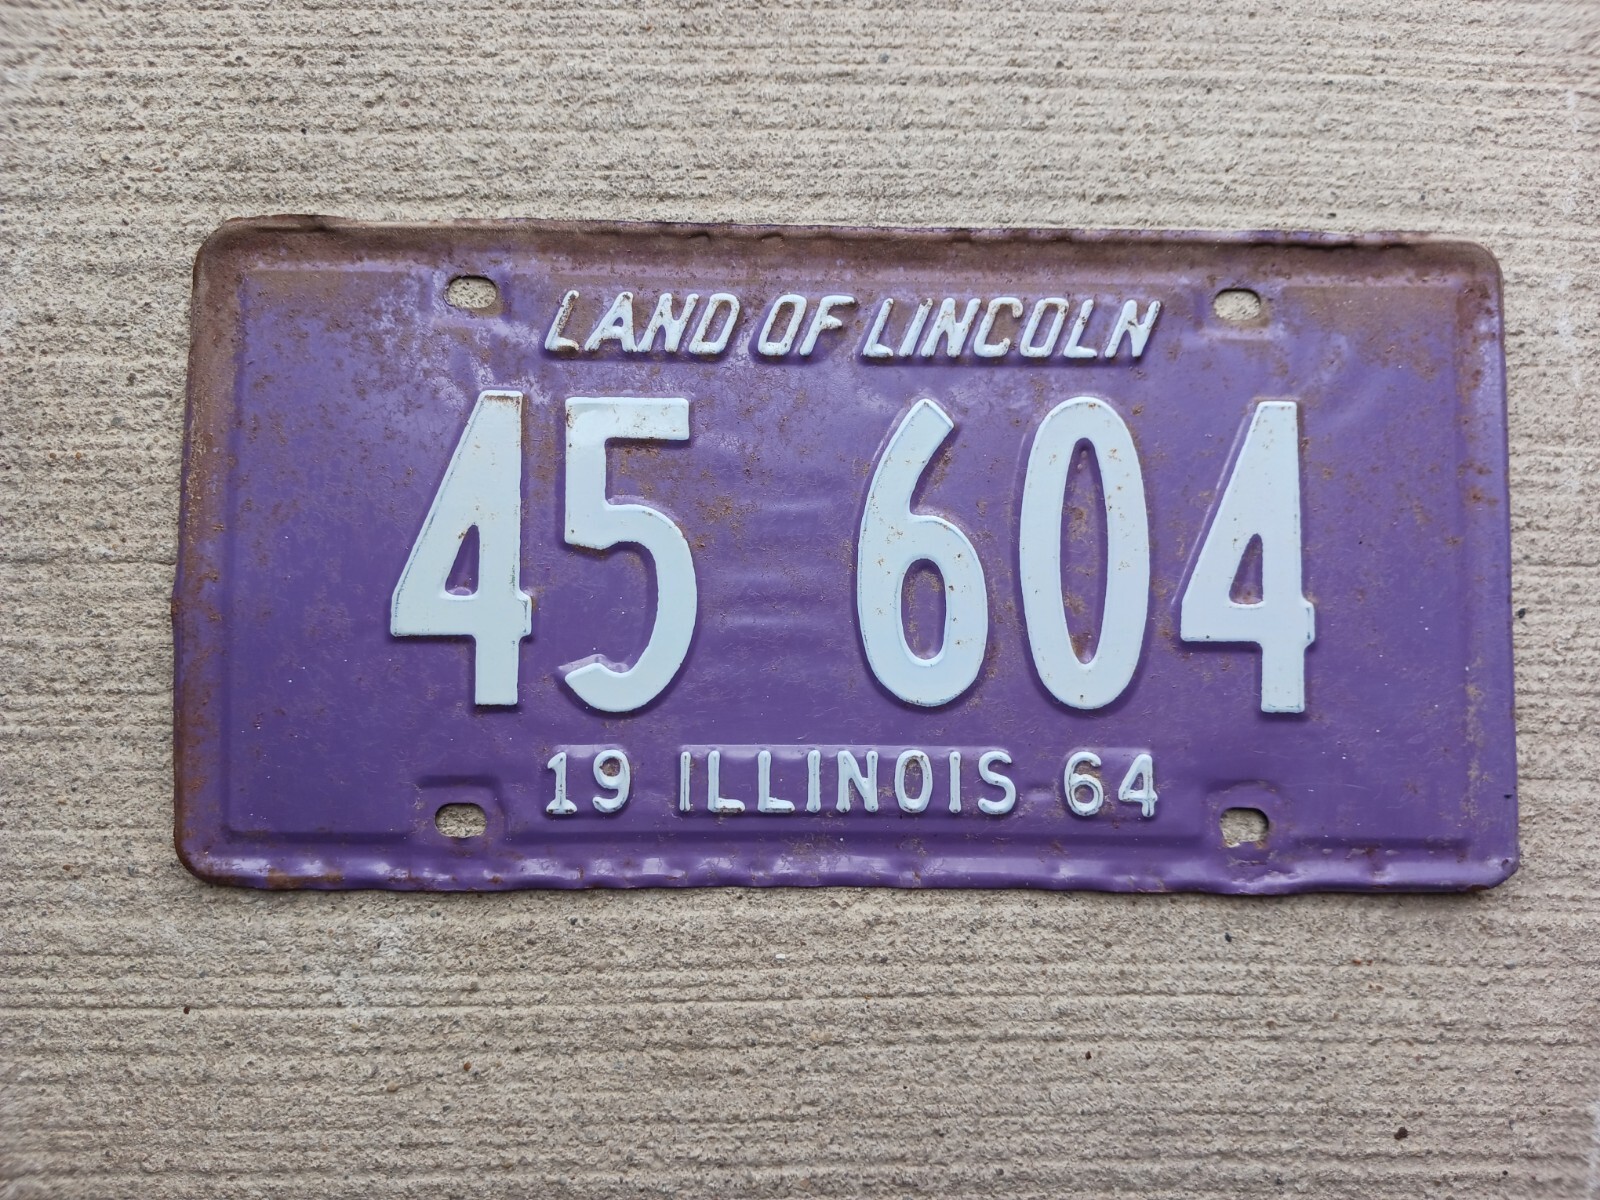 LAND OF LINCOLN
45 604
19 ILLINOIS 64